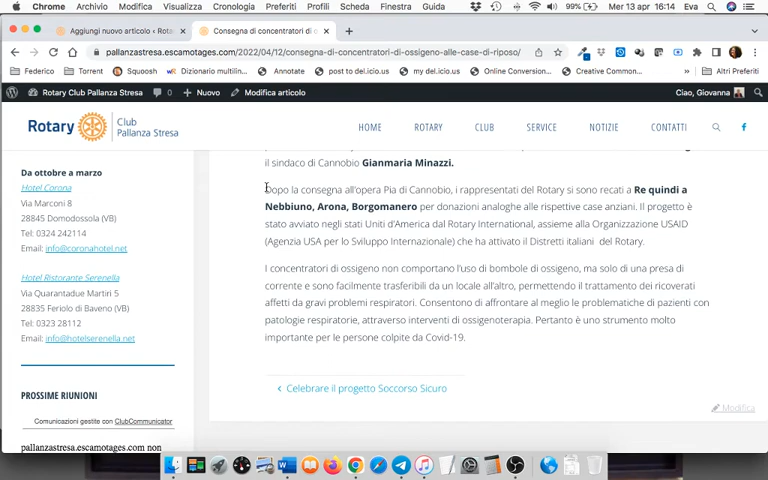 Chrome Archivio Modifica Visualizza Cronologia Preferiti Profili Scheda Finestra Guida 99% Mer 13 apr 16:14 Eva
Aggiungi nuovo articolo ‹ Rota × Consegna di concentratori di o ×
pallanzastresa.escamotages.com/2022/04/12/consegna-di-concentratori-di-ossigeno-alle-case-di-riposo/
Federico Torrent Squoosh Dizionario multilin... Annotate post to del.icio.us my del.icio.us Online Conversion... Creative Common... » Altri Preferiti
Rotary Club Pallanza Stresa 0 Nuovo Modifica articolo Ciao, Giovanna
Rotary Club
Pallanza Stresa
HOME ROTARY CLUB SERVICE NOTIZIE CONTATTI
il sindaco di Cannobio Gianmaria Minazzi.
Dopo la consegna all'opera Pia di Cannobio, i rappresentati del Rotary si sono recati a Re quindi a
Nebbiuno, Arona, Borgomanero per donazioni analoghe alle rispettive case anziani. Il progetto è
stato avviato negli stati Uniti d'America dal Rotary International, assieme alla Organizzazione USAID
(Agenzia USA per lo Sviluppo Internazionale) che ha attivato il Distretti italiani del Rotary.
I concentratori di ossigeno non comportano l'uso di bombole di ossigeno, ma solo di una presa di
corrente e sono facilmente trasferibili da un locale all'altro, permettendo il trattamento dei ricoverati
affetti da gravi problemi respiratori. Consentono di affrontare al meglio le problematiche di pazienti con
patologie respiratorie, attraverso interventi di ossigenoterapia. Pertanto è uno strumento molto
importante per le persone colpite da Covid-19.
Celebrare il progetto Soccorso Sicuro
Modifica
Da ottobre a marzo
Hotel Corona
Via Marconi 8
28845 Domodossola (VB)
Tel: 0324 242114
Email: info@coronahotel.net
Hotel Ristorante Serenella
Via Quarantadue Martiri 5
28835 Feriolo di Baveno (VB)
Tel: 0323 28112
Email: info@hotelserenella.net
PROSSIME RIUNIONI
Comunicazioni gestite con ClubCommunicator
pallanzastresa.escamotages.com non